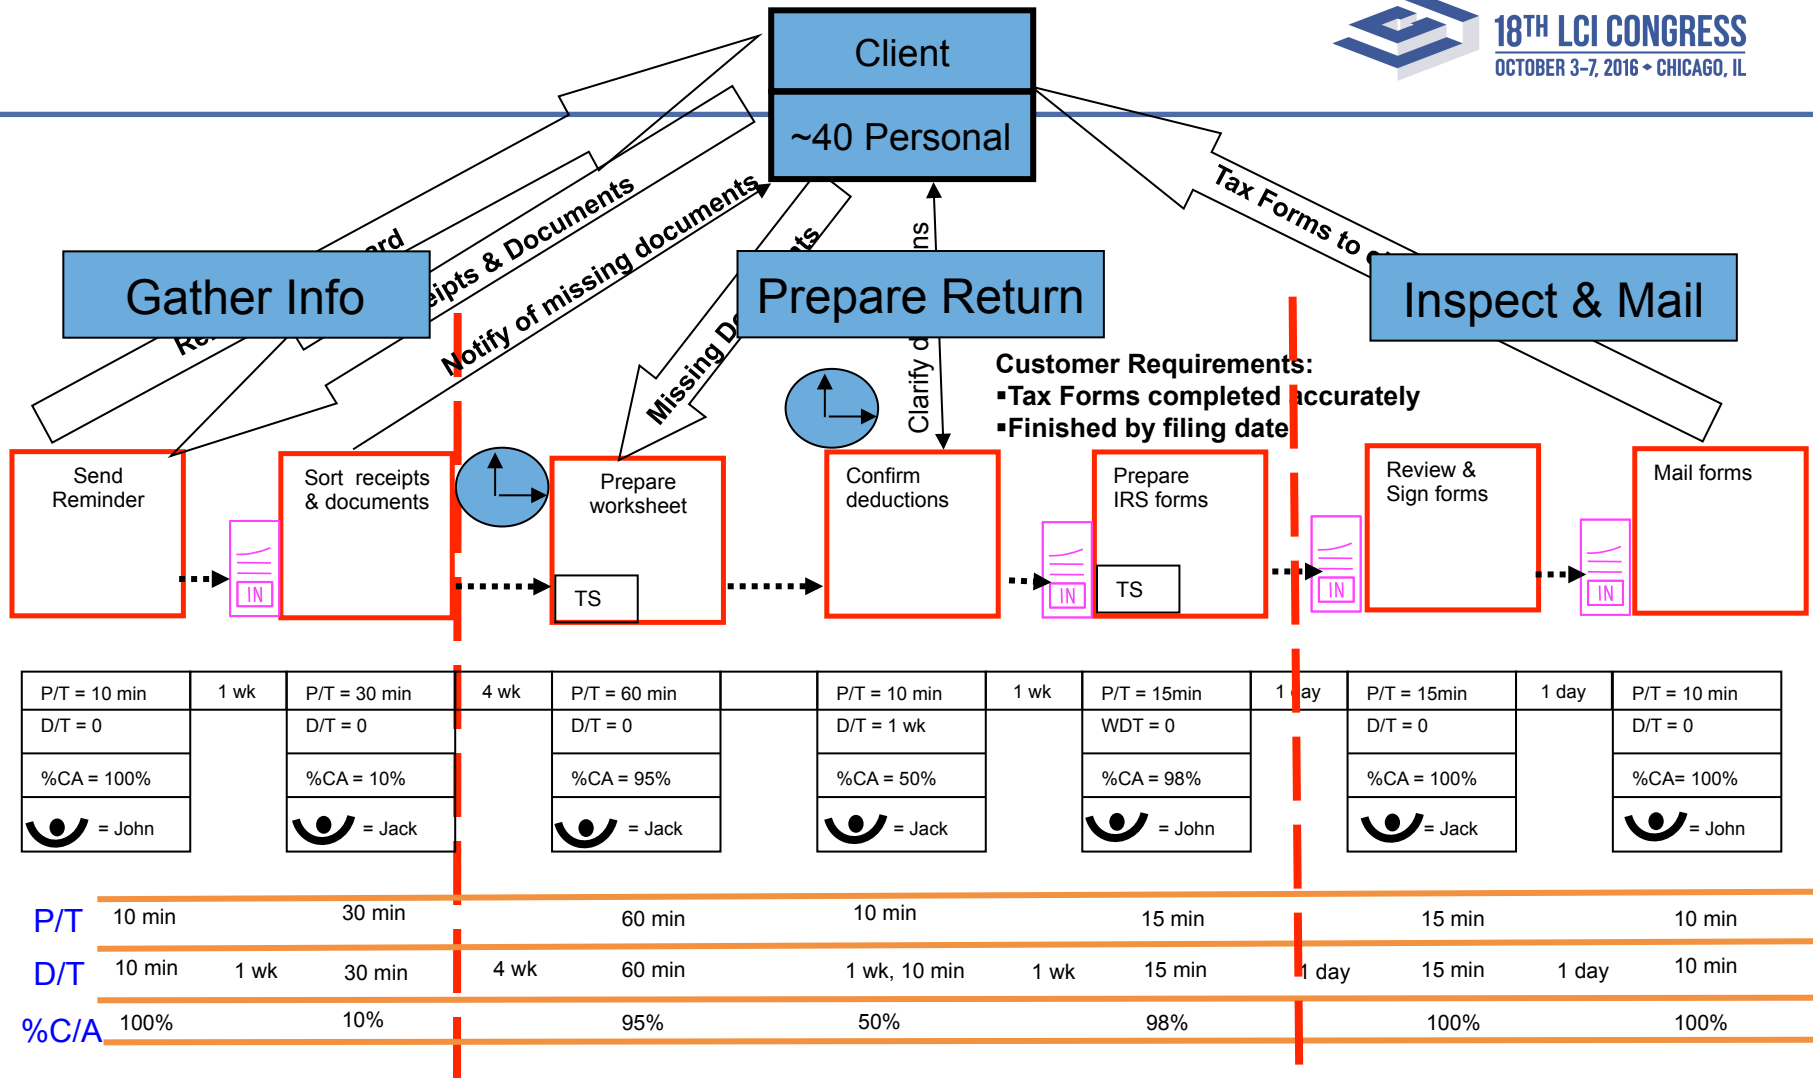 18TH LCI CONGRESS
OCTOBER 3-7, 2016 • CHICAGO, IL
Client
~40 Personal
Receipts & Documents
Notify of missing documents
Missing
Clarify
Tax Forms to
Gather Info
Prepare Return
Inspect & Mail
Customer Requirements:
▪Tax Forms completed accurately
▪Finished by filing date
Send
Reminder
Sort receipts
& documents
Prepare
worksheet
Confirm
deductions
Prepare
IRS forms
Review &
Sign forms
Mail forms
IN
TS
IN
TS
IN
IN
P/T = 10 min 1 wk P/T = 30 min 4 wk P/T = 60 min P/T = 10 min 1 wk P/T = 15min 1 day P/T = 15min 1 day P/T = 10 min
D/T = 0 D/T = 0 D/T = 0 D/T = 1 wk WDT = 0 D/T = 0 D/T = 0
%CA = 100% %CA = 10% %CA = 95% %CA = 50% %CA = 98% %CA = 100% %CA= 100%
= John = Jack = Jack = Jack = John = Jack = John
P/T 10 min 30 min 60 min 10 min 15 min 15 min 10 min
D/T 10 min 1 wk 30 min 4 wk 60 min 1 wk, 10 min 1 wk 15 min 1 day 15 min 1 day 10 min
%C/A 100% 10% 95% 50% 98% 100% 100%